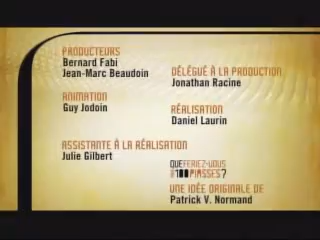 PRODUCTEURS
Bernard Fabi
Jean-Marc Beaudoin
DÉLÉGUÉ À LA PRODUCTION
Jonathan Racine
ANIMATION
Guy Jodoin
RÉALISATION
Daniel Laurin
ASSISTANTE À LA RÉALISATION
Julie Gilbert
QUE FERIEZ-VOUS
100 PIASSES?
UNE IDÉE ORIGINALE DE
Patrick V. Normand